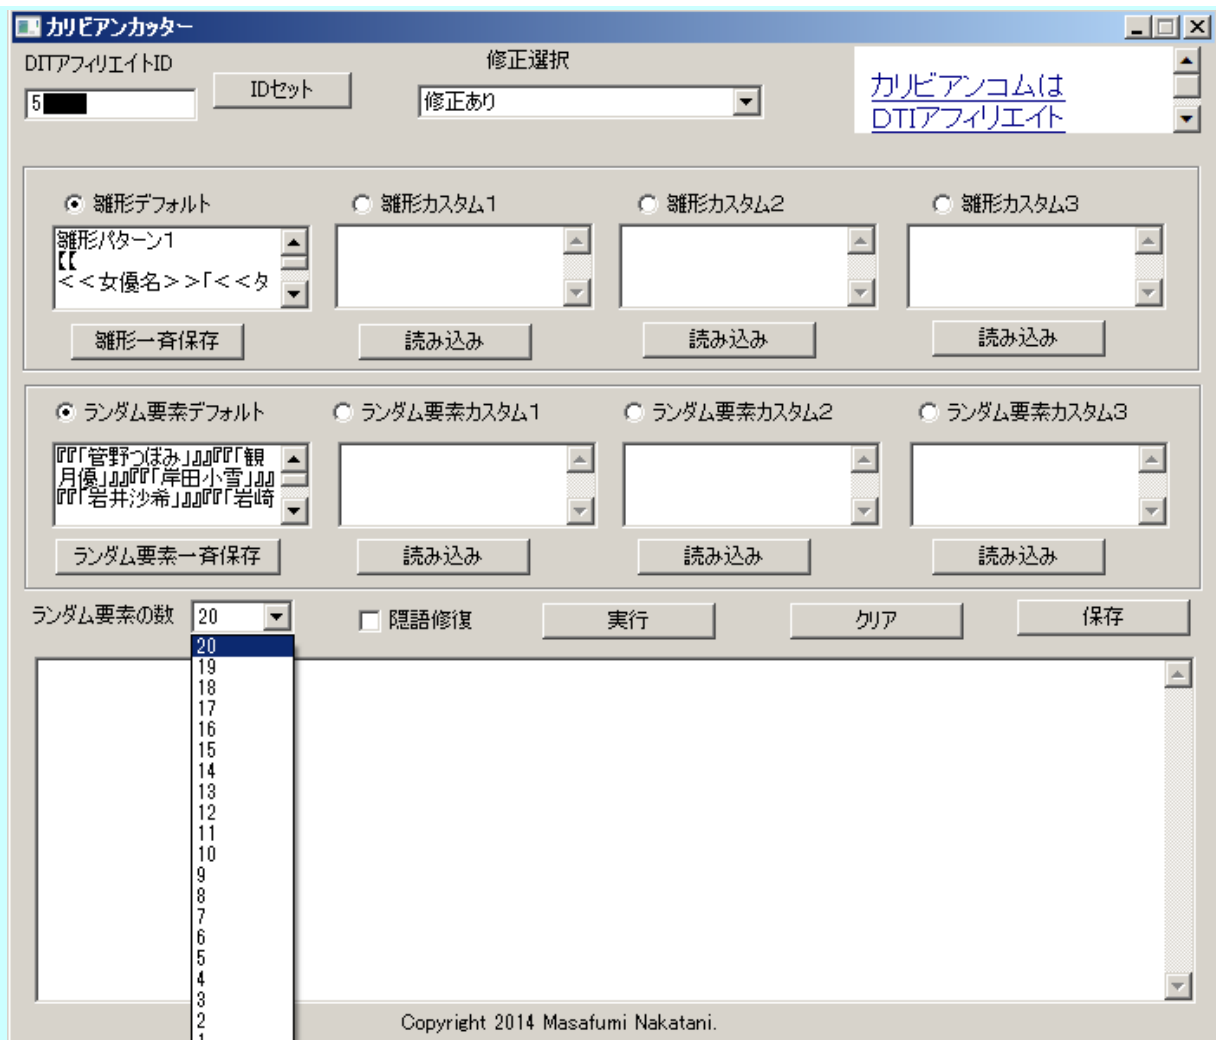 カリビアンカッター
DTIアフィリエイトID
IDセット
5
修正選択
修正あり
カリビアンコムは
DTIアフィリエイト
雛形デフォルト
雛形カスタム1
雛形カスタム2
雛形カスタム3
雛形パターン1
【【
<<女優名>>「<<タ
雛形一斉保存
読み込み
読み込み
読み込み
ランダム要素デフォルト
ランダム要素カスタム1
ランダム要素カスタム2
ランダム要素カスタム3
『『「管野つぼみ」』』『『「観
月優」』』『『「岸田小雪」』』
『『「岩井沙希」』』『『「岩崎
ランダム要素一斉保存
読み込み
読み込み
読み込み
ランダム要素の数
20
隠語修復
実行
クリア
保存
20
19
18
17
16
15
14
13
12
11
10
9
8
7
6
5
4
3
2
1
Copyright 2014 Masafumi Nakatani.